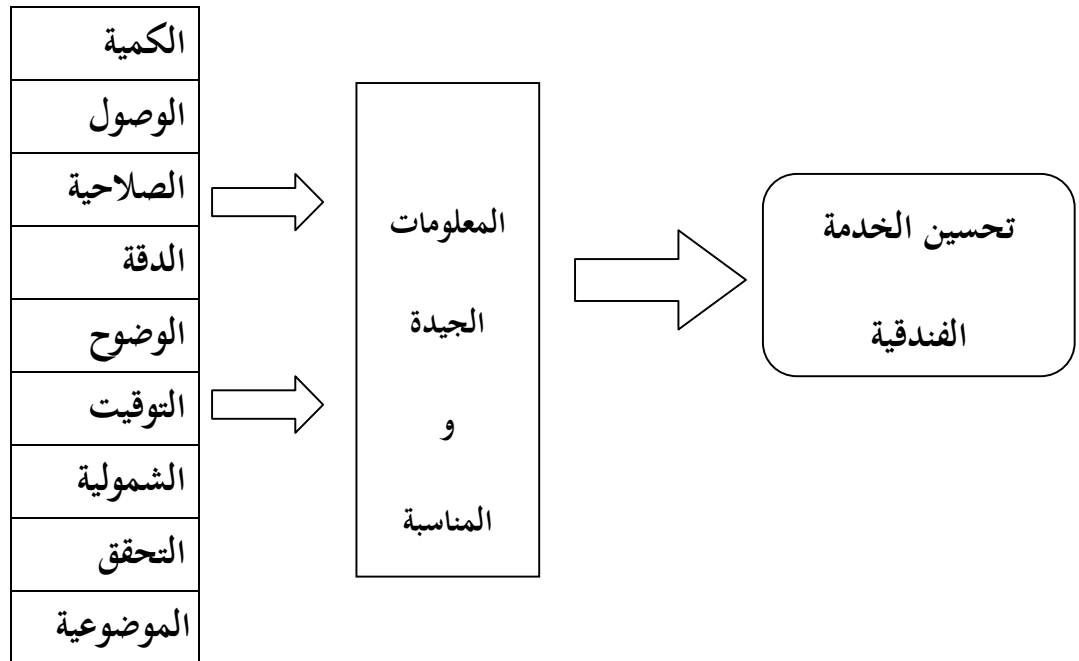 الكمية
الوصول
الصلاحية
الدقة
الوضوح
التوقيت
الشمولية
التحقق
الموضوعية
المعلومات
الجيدة
و
المناسبة
تحسين الخدمة
الفندقية